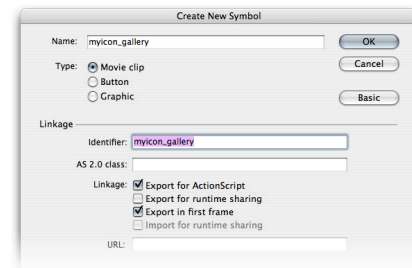 Create New Symbol
Name: myicon_gallery
OK
Type: Movie clip
Cancel
Button
Graphic
Basic
Linkage
Identifier: myicon_gallery
AS 2.0 class:
Linkage: Export for ActionScript
Export for runtime sharing
Export in first frame
Import for runtime sharing
URL: